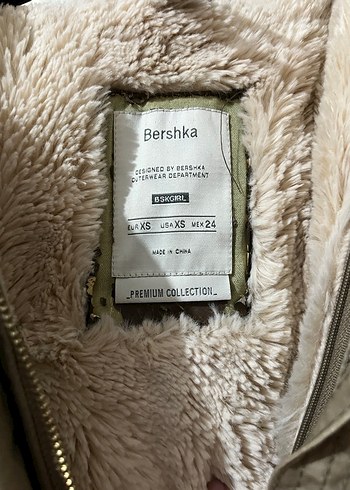 Bershka
DESIGNED BY BERSHKA
OUTERWEAR DEPARTMENT
BSKGIRL
EUR XS USA XS MEX 24
MADE IN CHINA
_PREMIUM COLLECTION_